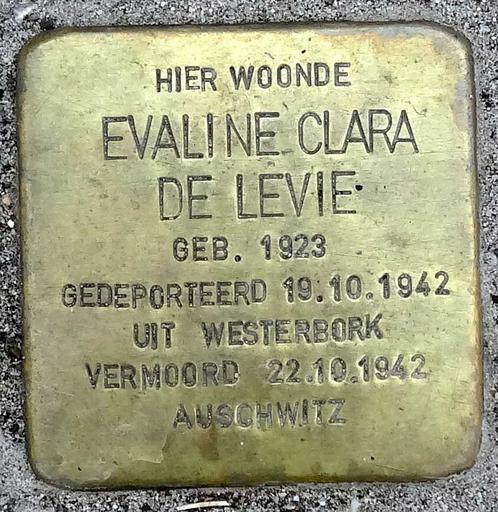 HIER WOONDE
EVALINE CLARA
DE LEVIE
GEB. 1923
GEDEPORTEERD 19.10.1942
UIT WESTERBORK
VERMOORD 22.10.1942
AUSCHWITZ